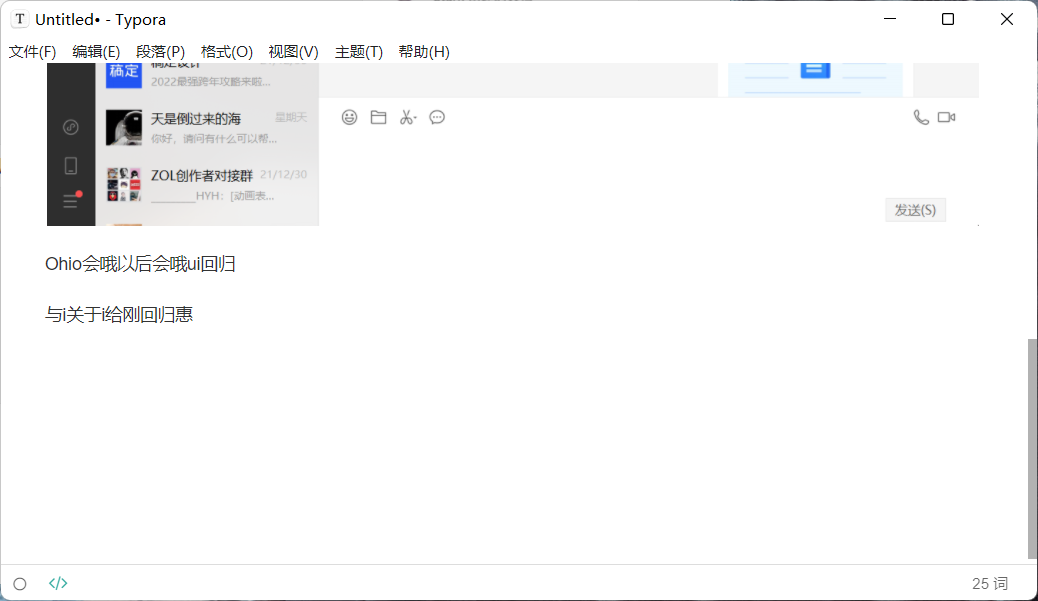 T Untitled• - Typora
文件(F) 编辑(E) 段落(P) 格式(O) 视图(V) 主题(T) 帮助(H)
稿定
2022最强跨年攻略来啦...
天是倒过来的海 星期天
你好，请问有什么可以帮...
ZOL创作者对接群 21/12/30
________HYH：[动画表...
发送(S)
Ohio会哦以后会哦ui回归
与i关于i给刚回归惠
</> 25 词